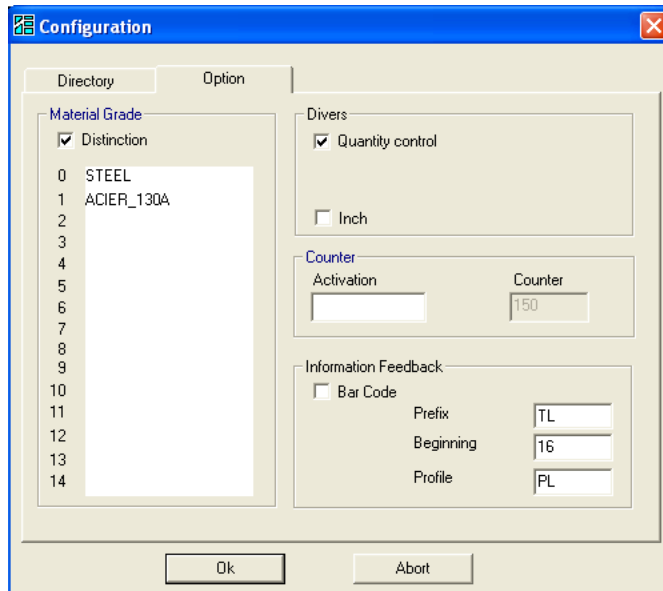 Configuration
Directory
Option
Material Grade
Distinction
0 STEEL
1 ACIER_130A
2
3
4
5
6
7
8
9
10
11
12
13
14
Divers
Quantity control
Inch
Counter
Activation Counter
150
Information Feedback
Bar Code
Prefix TL
Beginning 16
Profile PL
Ok Abort